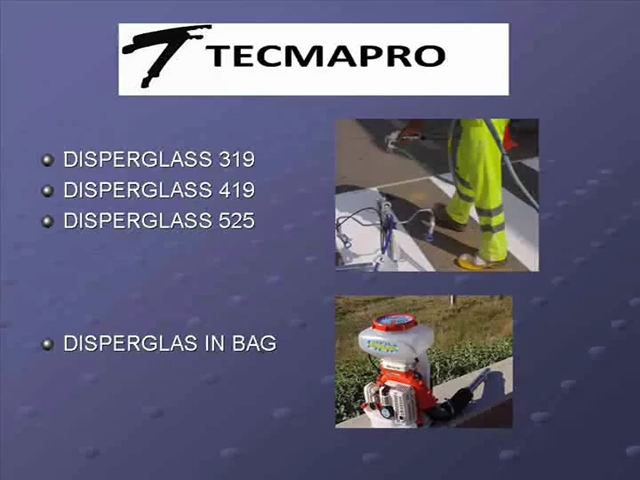 TECMAPRO
DISPERGLASS 319
DISPERGLASS 419
DISPERGLASS 525
DISPERGLAS IN BAG